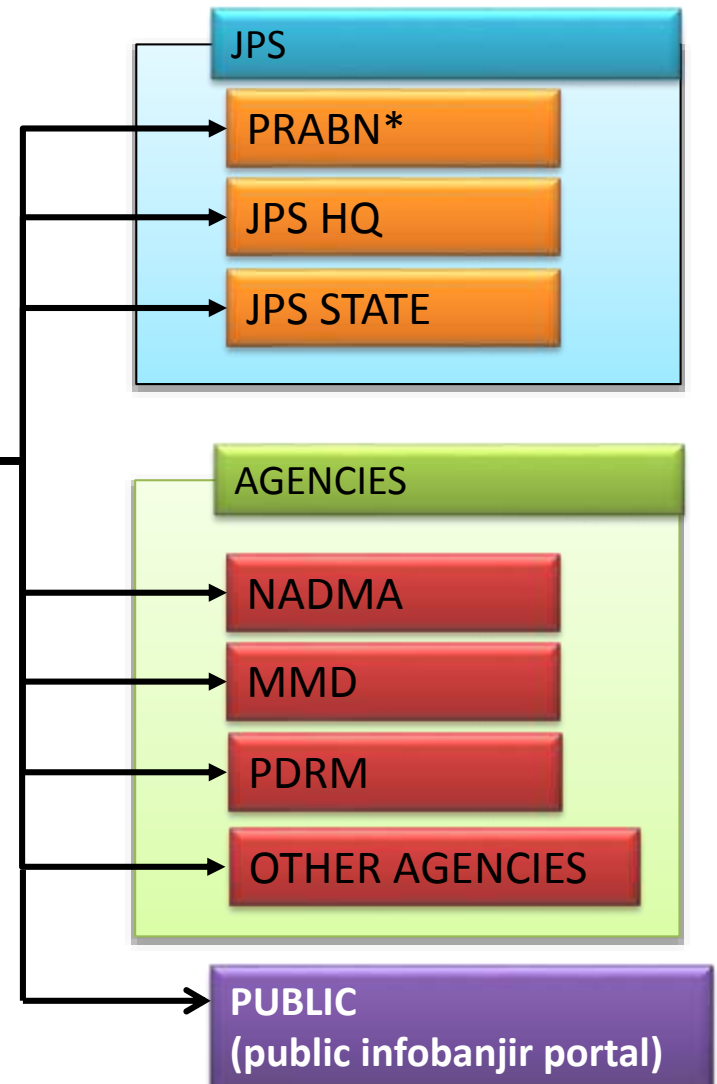 JPS
PRABN*
JPS HQ
JPS STATE
AGENCIES
NADMA
MMD
PDRM
OTHER AGENCIES
PUBLIC
(public infobanjir portal)